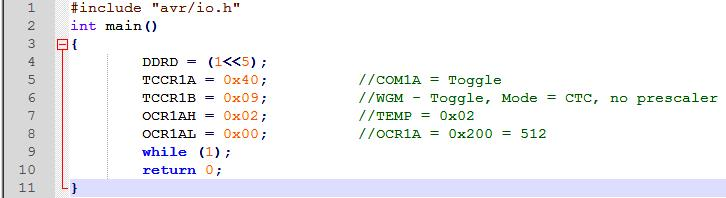 1 #include "avr/io.h"
2 int main()
3 {
4 DDRD = (1<<5);
5 TCCR1A = 0x40; //COM1A = Toggle
6 TCCR1B = 0x09; //WGM - Toggle, Mode = CTC, no prescaler
7 OCR1AH = 0x02; //TEMP = 0x02
8 OCR1AL = 0x00; //OCR1A = 0x200 = 512
9 while (1);
10 return 0;
11 }